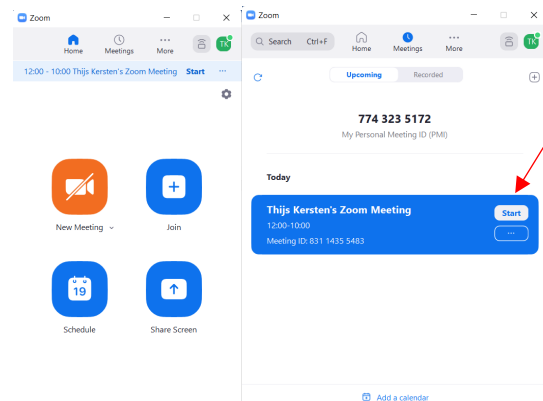 Zoom
Home
Meetings
More
TK
12:00 - 10:00 Thijs Kersten's Zoom Meeting
Start
...
New Meeting
Join
19
Schedule
Share Screen
Zoom
Search
Ctrl+F
Home
Meetings
More
TK
Upcoming
Recorded
774 323 5172
My Personal Meeting ID (PMI)
Today
Thijs Kersten's Zoom Meeting
Start
12:00-10:00
...
Meeting ID: 831 1435 5483
Add a calendar